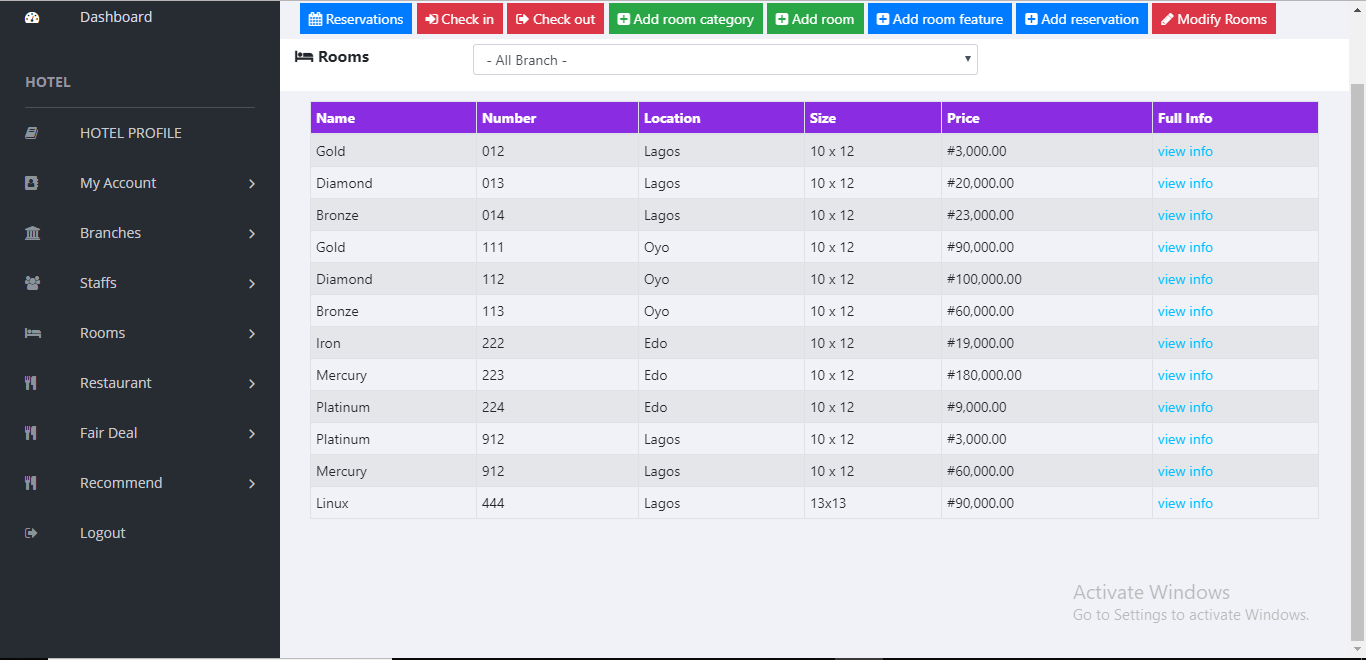 Dashboard
HOTEL
HOTEL PROFILE
My Account
Branches
Staffs
Rooms
Restaurant
Fair Deal
Recommend
Logout
Reservations Check in Check out Add room category Add room Add room feature Add reservation Modify Rooms
Rooms - All Branch -
Name Number Location Size Price Full Info
Gold 012 Lagos 10 x 12 #3,000.00 view info
Diamond 013 Lagos 10 x 12 #20,000.00 view info
Bronze 014 Lagos 10 x 12 #23,000.00 view info
Gold 111 Oyo 10 x 12 #90,000.00 view info
Diamond 112 Oyo 10 x 12 #100,000.00 view info
Bronze 113 Oyo 10 x 12 #60,000.00 view info
Iron 222 Edo 10 x 12 #19,000.00 view info
Mercury 223 Edo 10 x 12 #180,000.00 view info
Platinum 224 Edo 10 x 12 #9,000.00 view info
Platinum 912 Lagos 10 x 12 #3,000.00 view info
Mercury 912 Lagos 10 x 12 #60,000.00 view info
Linux 444 Lagos 13x13 #90,000.00 view info
Activate Windows
Go to Settings to activate Windows.